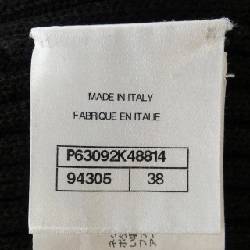 MADE IN ITALY
FABRIQUE EN ITALIE
P63092K48814
94305 38